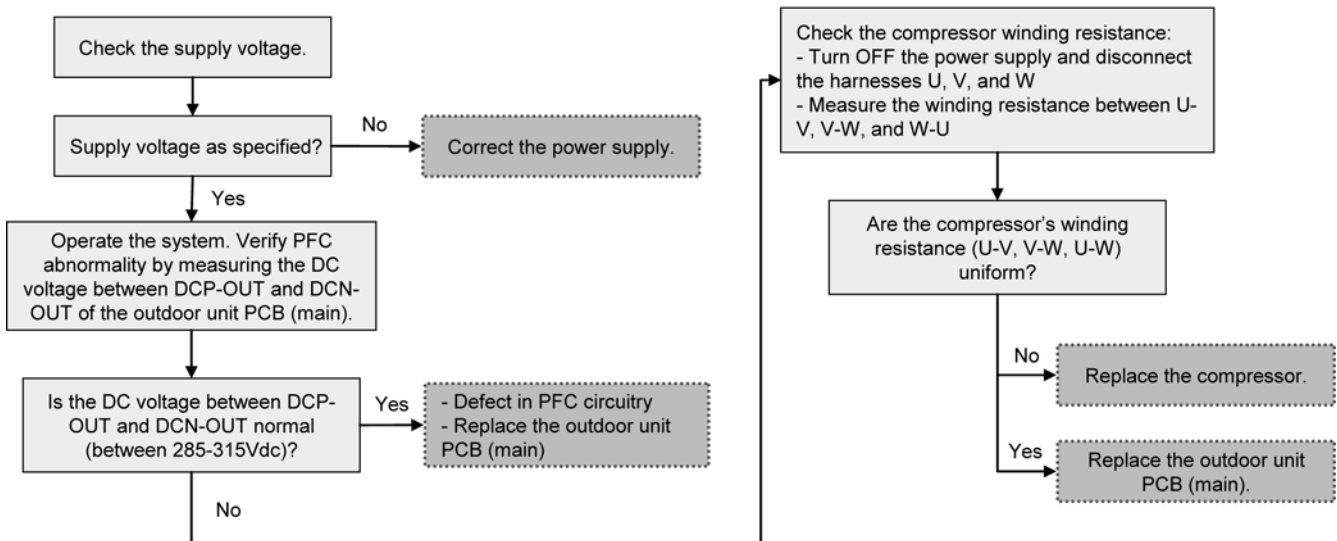 Check the supply voltage.
Supply voltage as specified?
No
Correct the power supply.
Yes
Operate the system. Verify PFC
abnormality by measuring the DC
voltage between DCP-OUT and DCN-
OUT of the outdoor unit PCB (main).
Is the DC voltage between DCP-
OUT and DCN-OUT normal
(between 285-315Vdc)?
Yes
- Defect in PFC circuitry
- Replace the outdoor unit
PCB (main)
No
Check the compressor winding resistance:
- Turn OFF the power supply and disconnect
the harnesses U, V, and W
- Measure the winding resistance between U-
V, V-W, and W-U
Are the compressor's winding
resistance (U-V, V-W, U-W)
uniform?
No
Replace the compressor.
Yes
Replace the outdoor unit
PCB (main).